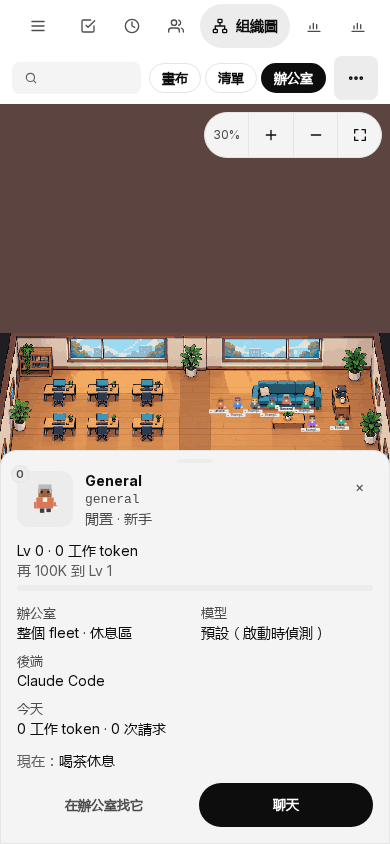 組織圖
畫布
清單
辦公室
30%
0
General
general
閒置 · 新手
Lv 0 · 0 工作 token
再 100K 到 Lv 1
辦公室
模型
整個 fleet · 休息區
預設（啟動時偵測）
後端
Claude Code
今天
0 工作 token · 0 次請求
現在：喝茶休息
在辦公室找它
聊天